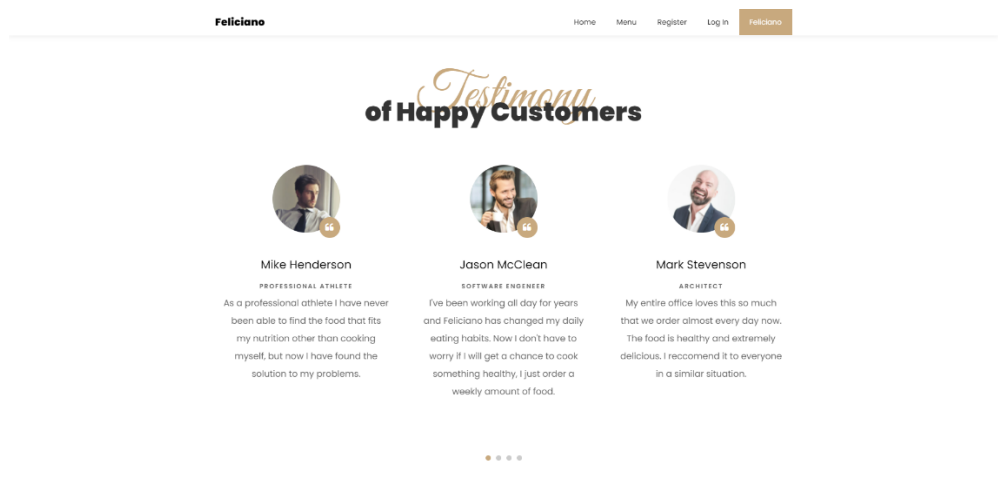 Feliciano
Home Menu Register Log In Feliciano
Testimony
of Happy Customers
Mike Henderson
PROFESSIONAL ATHLETE
As a professional athlete I have never
been able to find the food that fits
my nutrition other than cooking
myself, but now I have found the
solution to my problems.
Jason McClean
SOFTWARE ENGENEER
I've been working all day for years
and Feliciano has changed my daily
eating habits. Now I don't have to
worry if I will get a chance to cook
something healthy, I just order a
weekly amount of food.
Mark Stevenson
ARCHITECT
My entire office loves this so much
that we order almost every day now.
The food is healthy and extremely
delicious. I reccomend it to everyone
in a similar situation.